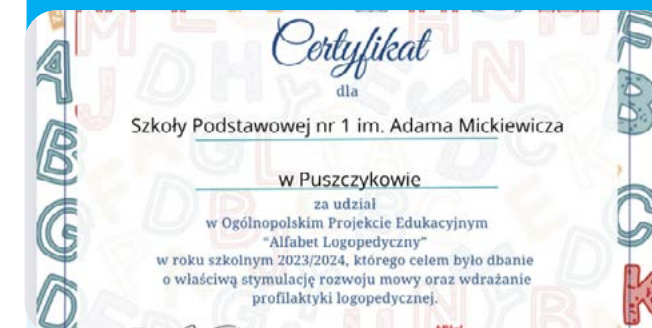 Certyfikat
dla
Szkoły Podstawowej nr 1 im. Adama Mickiewicza
w Puszczykowie
za udział
w Ogólnopolskim Projekcie Edukacyjnym
"Alfabet Logopedyczny"
w roku szkolnym 2023/2024, którego celem było dbanie
o właściwą stymulację rozwoju mowy oraz wdrażanie
profilaktyki logopedycznej.